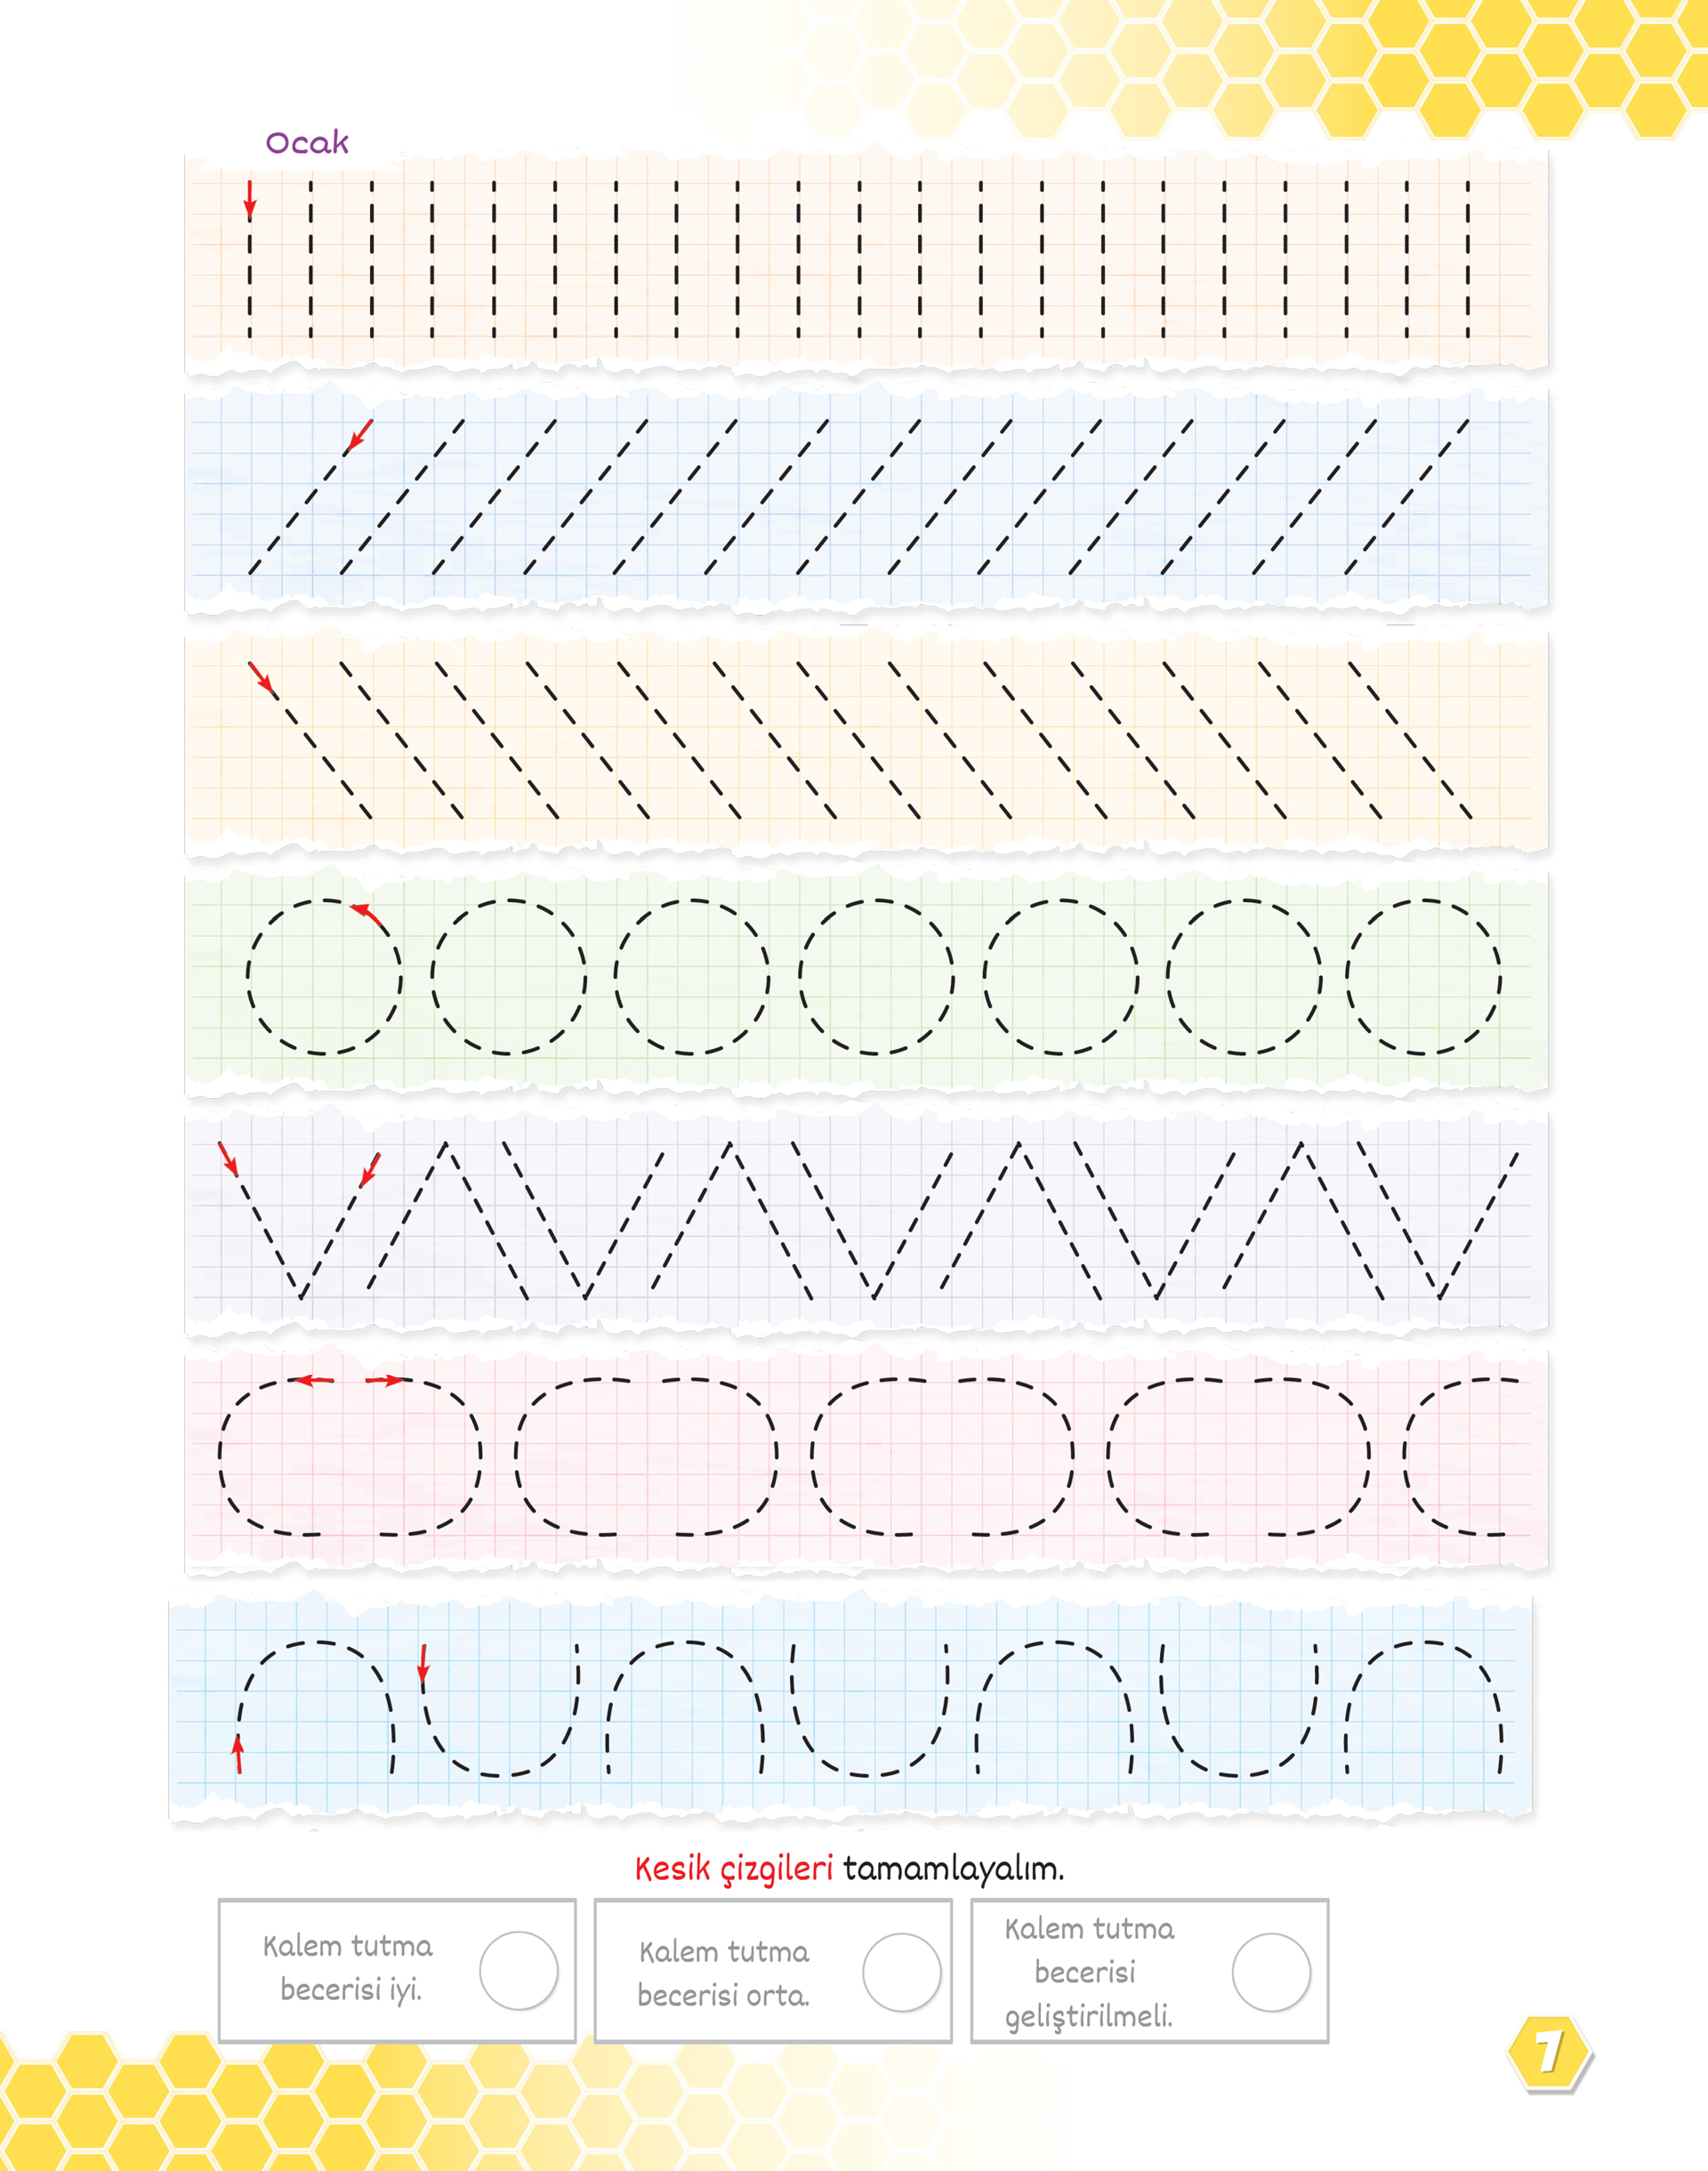 Ocak
Kesik çizgileri tamamlayalım.
Kalem tutma
becerisi iyi.
Kalem tutma
becerisi orta.
Kalem tutma
becerisi
geliştirilmeli.
7